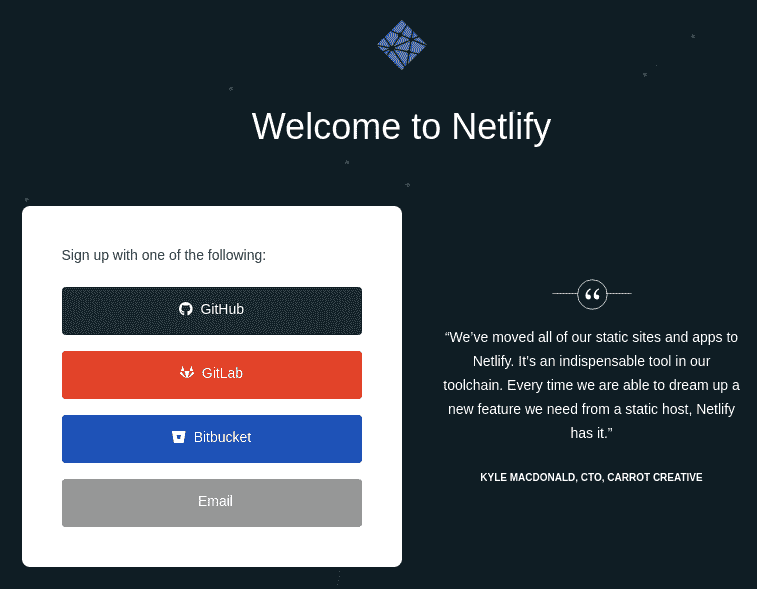 Welcome to Netlify
Sign up with one of the following:
GitHub
GitLab
Bitbucket
Email
“
“We’ve moved all of our static sites and apps to
Netlify. It’s an indispensable tool in our
toolchain. Every time we are able to dream up a
new feature we need from a static host, Netlify
has it.”
KYLE MACDONALD, CTO, CARROT CREATIVE